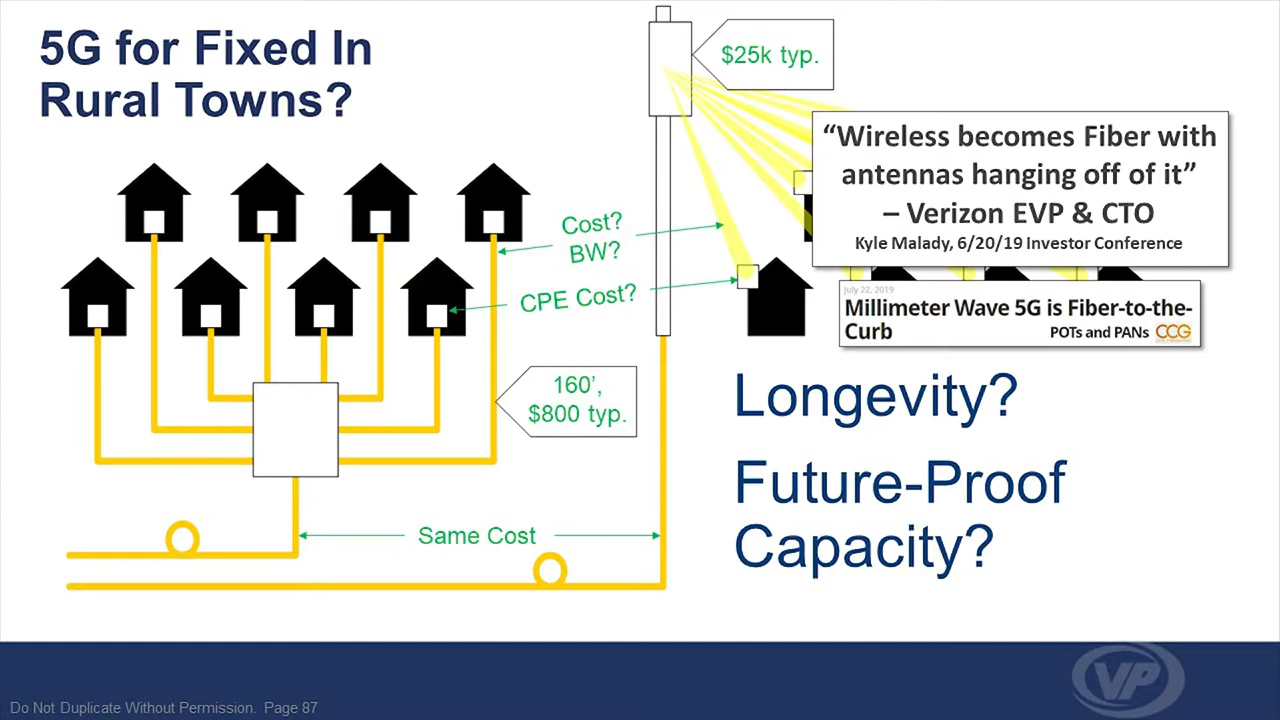 5G for Fixed In
Rural Towns?
$25k typ.
“Wireless becomes Fiber with
antennas hanging off of it”
– Verizon EVP & CTO
Kyle Malady, 6/20/19 Investor Conference
Cost?
BW?
CPE Cost?
July 22, 2019
Millimeter Wave 5G is Fiber-to-the-
Curb
POTs and PANs
CCG
160’,
$800 typ.
Longevity?
Future-Proof
Capacity?
Same Cost
VP
Do Not Duplicate Without Permission. Page 87